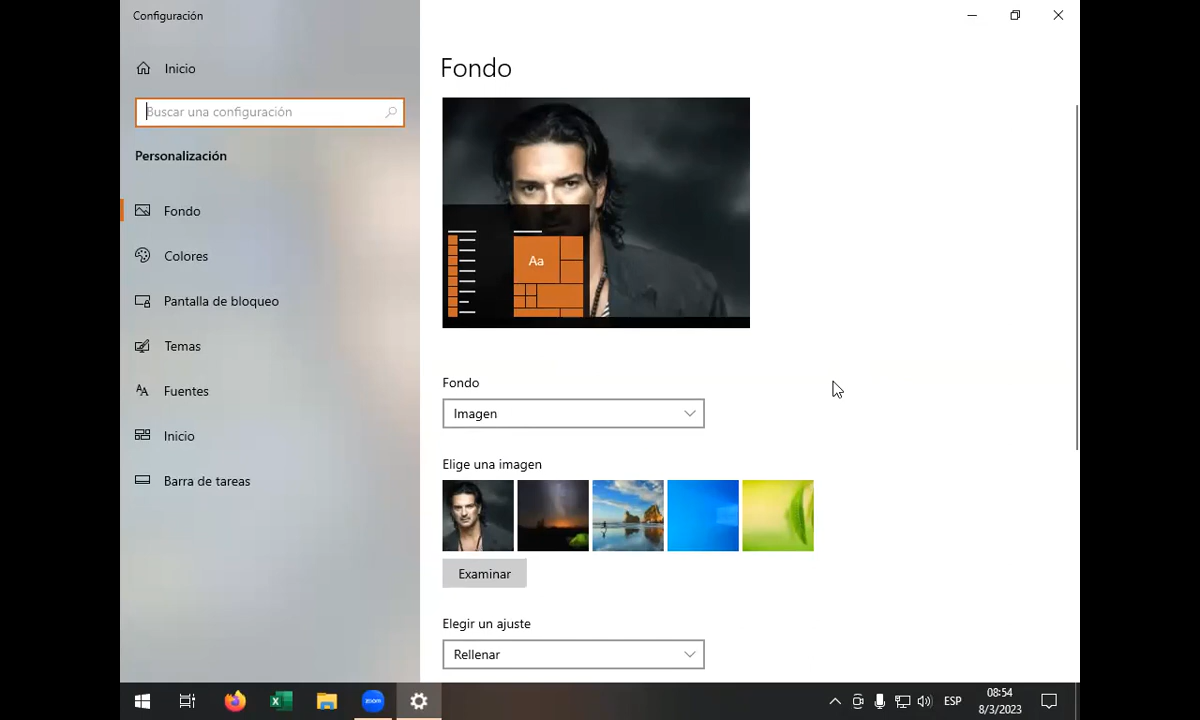 Configuración
Inicio
Buscar una configuración
Personalización
Fondo
Colores
Pantalla de bloqueo
Temas
Fuentes
Inicio
Barra de tareas
Fondo
Aa
Fondo
Imagen
Elige una imagen
Examinar
Elegir un ajuste
Rellenar
zoom
ESP
08:54
8/3/2023